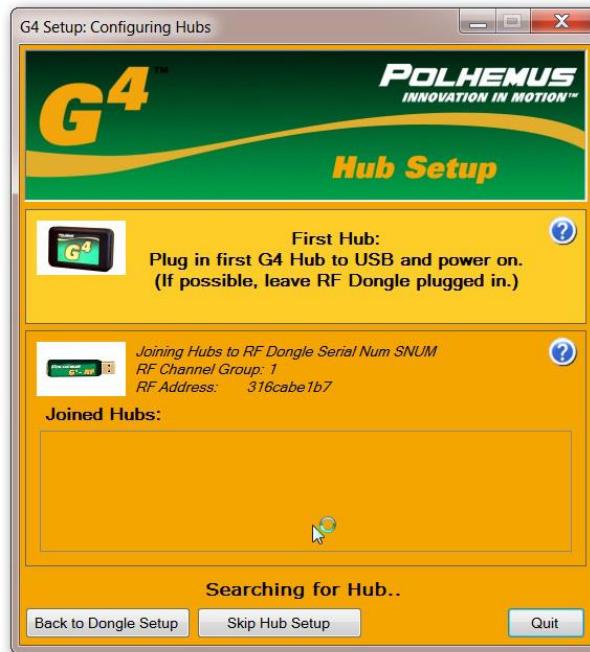 G4 Setup: Configuring Hubs
G4™
POLHEMUS
INNOVATION IN MOTION™
Hub Setup
G4
First Hub:
Plug in first G4 Hub to USB and power on.
(If possible, leave RF Dongle plugged in.)
Joining Hubs to RF Dongle Serial Num SNUM
RF Channel Group: 1
RF Address: 316cabe1b7
Joined Hubs:
Searching for Hub..
Back to Dongle Setup
Skip Hub Setup
Quit